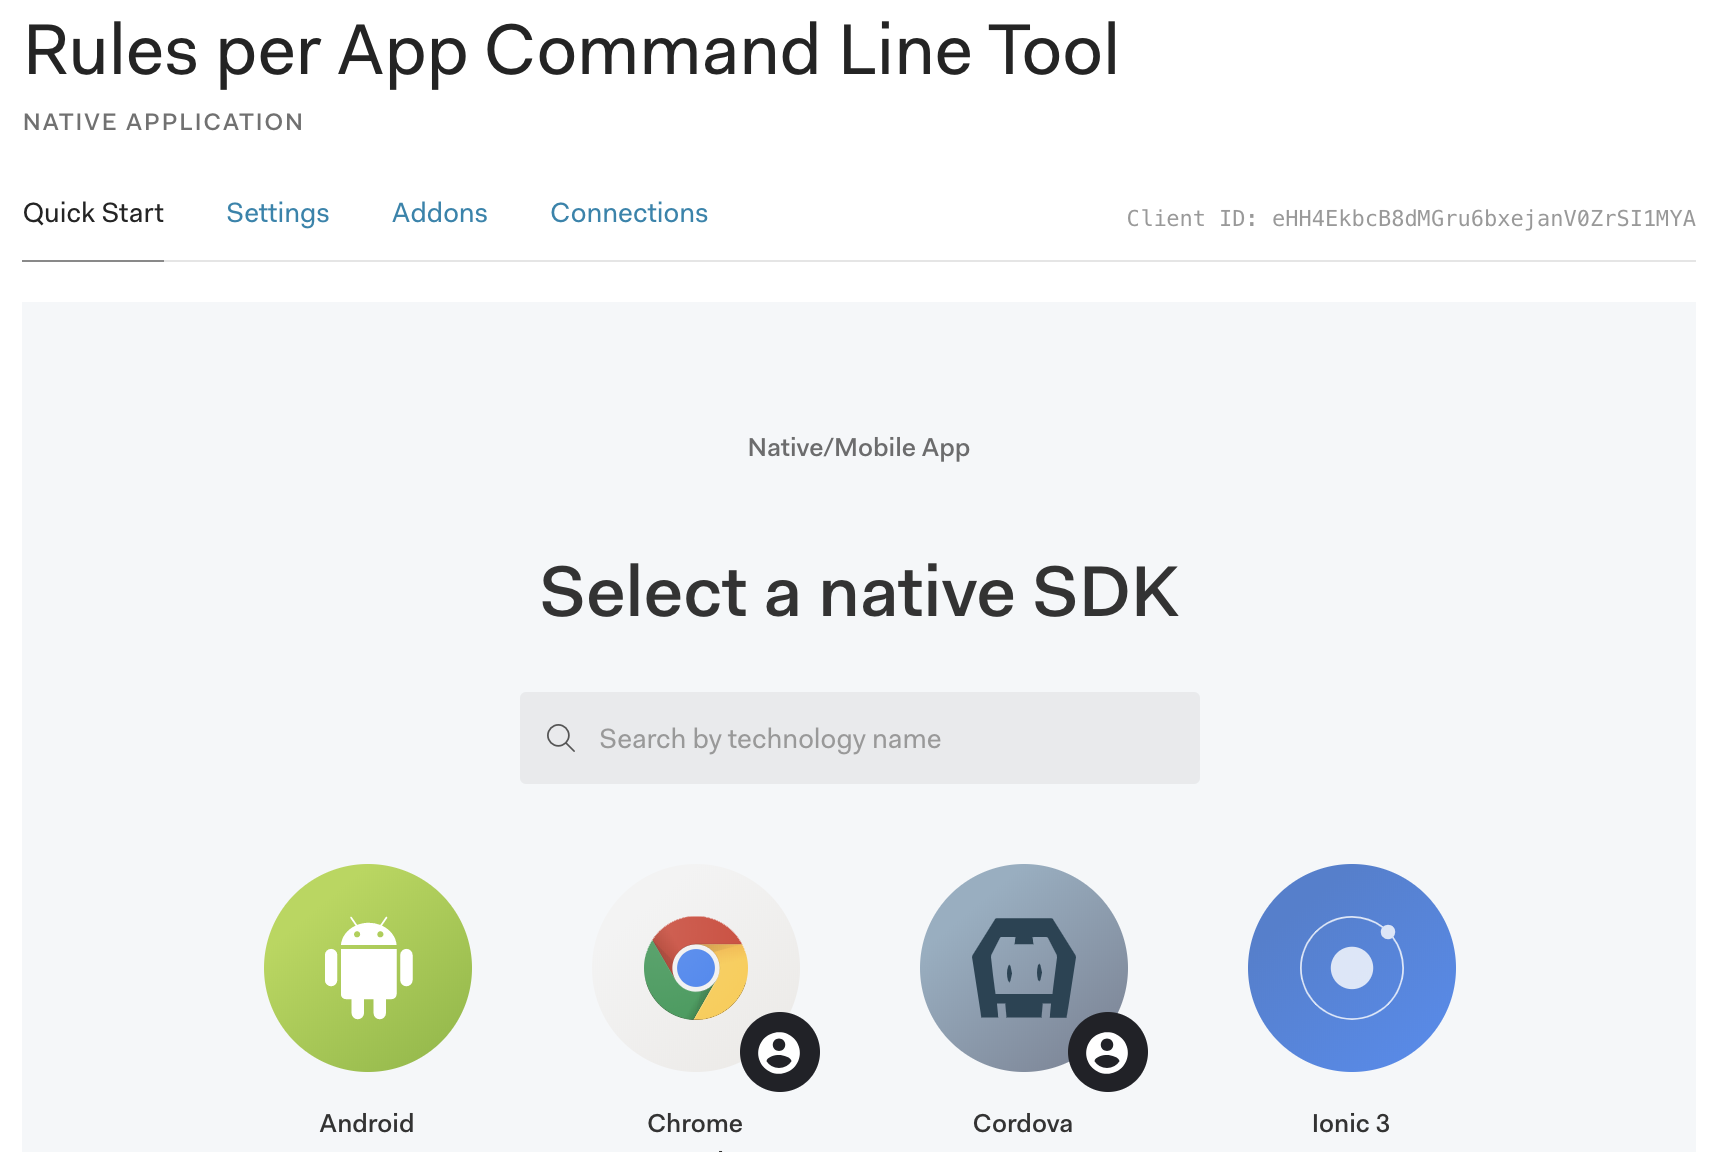 Rules per App Command Line Tool
NATIVE APPLICATION
Quick Start Settings Addons Connections Client ID: eHH4EkbcB8dMGru6bxejanV0ZrSI1MYA
Native/Mobile App
Select a native SDK
Search by technology name
Android Chrome Cordova Ionic 3